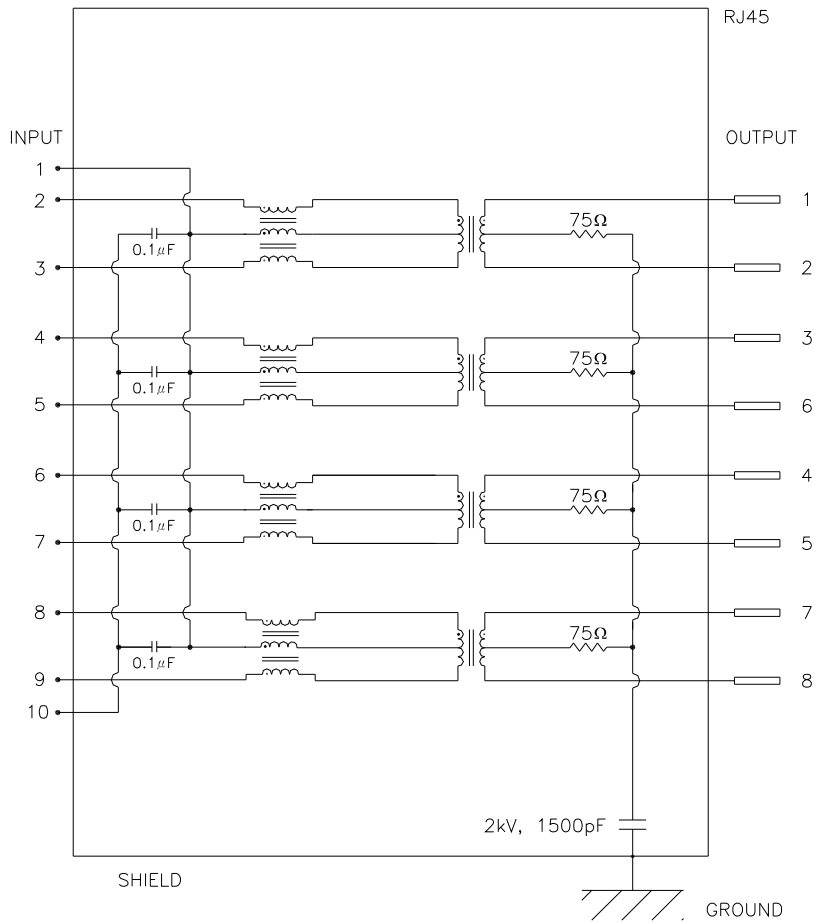 RJ45
INPUT
OUTPUT
1
2
1
75Ω
0.1μF
3
2
4
3
75Ω
0.1μF
5
6
6
4
75Ω
0.1μF
7
5
8
7
75Ω
0.1μF
9
8
10
2kV, 1500pF
SHIELD
GROUND